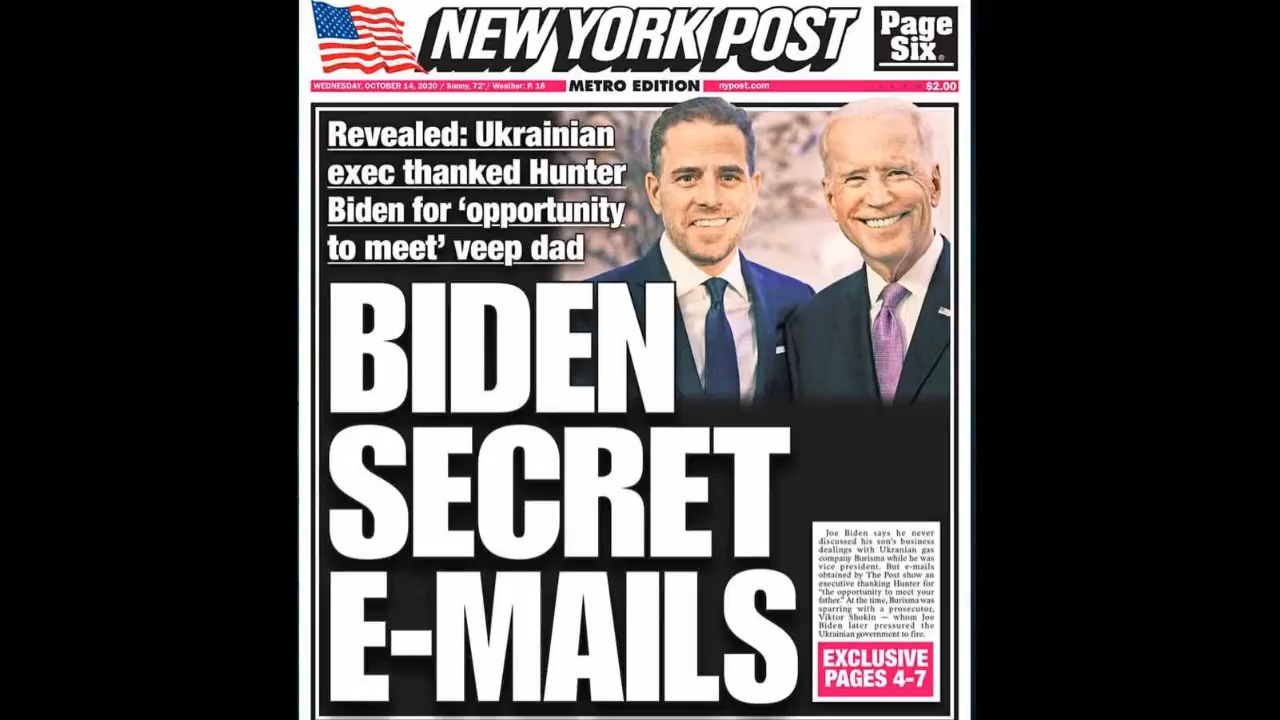 NEW YORK POST
Page
Six®
WEDNESDAY, OCTOBER 14, 2020 / Sunny, 72° / Weather: P. 18
METRO EDITION
nypost.com
$2.00
Revealed: Ukrainian
exec thanked Hunter
Biden for ‘opportunity
to meet’ veep dad
BIDEN
SECRET
E-MAILS
Joe Biden says he never
discussed his son's business
dealings with Ukranian gas
company Burisma while he was
vice president. But e-mails
obtained by The Post show an
executive thanking Hunter for
“the opportunity to meet your
father.” At the time, Burisma was
sparring with a prosecutor,
Viktor Shokin — whom Joe
Biden later pressured the
Ukrainian government to fire.
EXCLUSIVE
PAGES 4-7